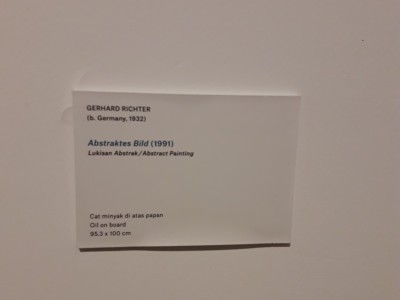 GERHARD RICHTER
(b. Germany, 1932)
Abstraktes Bild (1991)
Lukisan Abstrak/Abstract Painting
Cat minyak di atas papan
Oil on board
95.3 x 100 cm